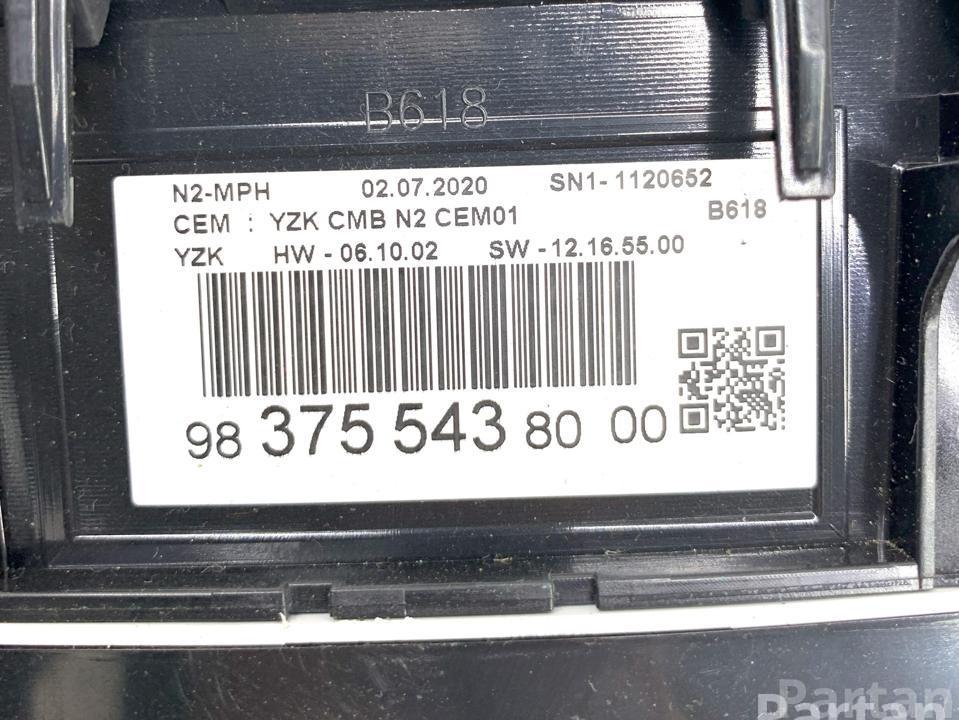 B618
N2-MPH 02.07.2020 SN1-1120652
CEM : YZK CMB N2 CEM01 B618
YZK HW - 06.10.02 SW -12.16.55.00
98 375 543 80 00
Partan
Partan